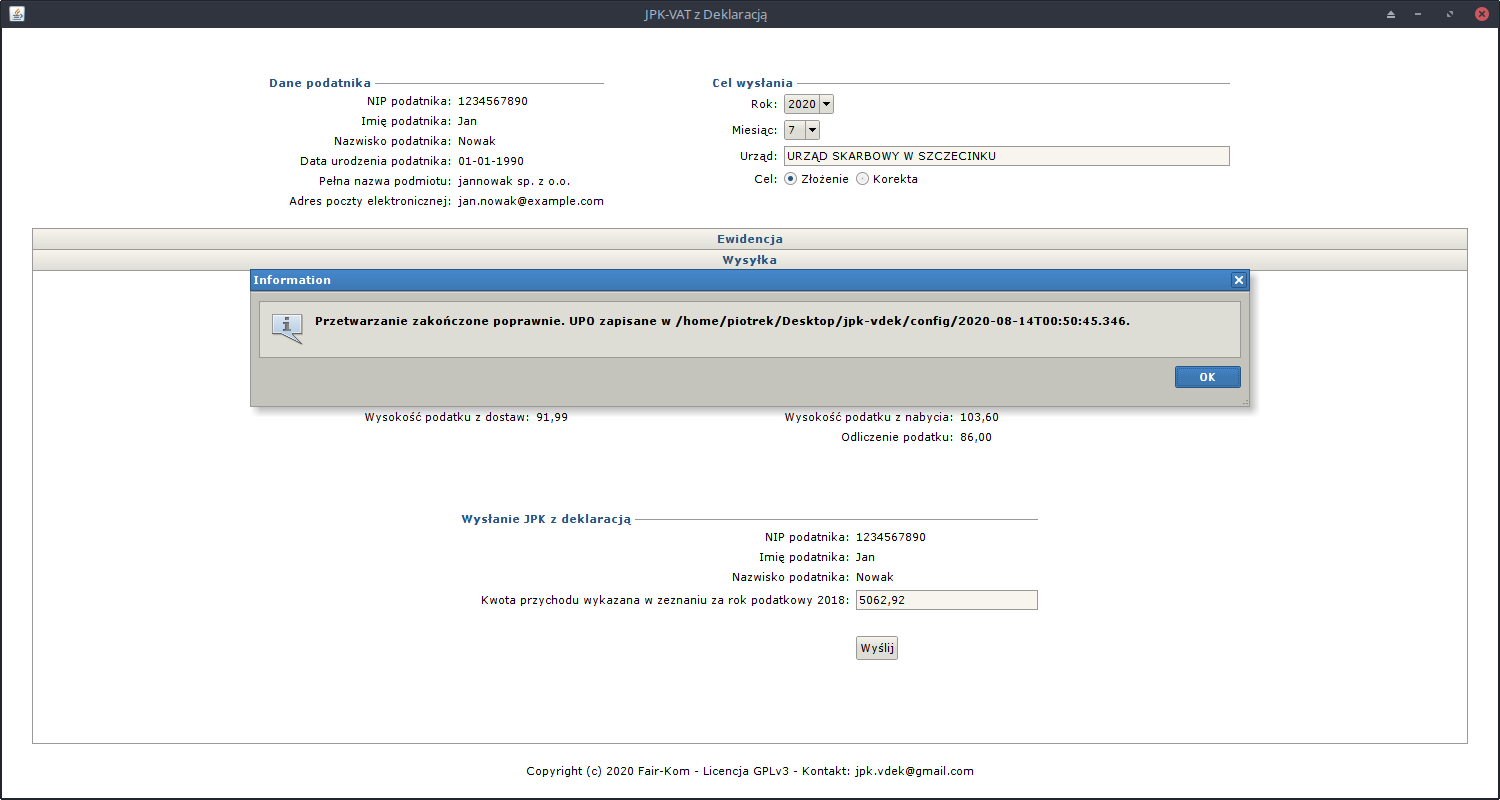 JPK-VAT z Deklaracją
Dane podatnika
NIP podatnika: 1234567890
Imię podatnika: Jan
Nazwisko podatnika: Nowak
Data urodzenia podatnika: 01-01-1990
Pełna nazwa podmiotu: jannowak sp. z o.o.
Adres poczty elektronicznej: jan.nowak@example.com
Cel wysłania
Rok: 2020
Miesiąc: 7
Urząd: URZĄD SKARBOWY W SZCZECINKU
Cel: Złożenie Korekta
Ewidencja
Wysyłka
Information
Przetwarzanie zakończone poprawnie. UPO zapisane w /home/piotrek/Desktop/jpk-vdek/config/2020-08-14T00:50:45.346.
OK
Wysokość podatku z dostaw: 91,99
Wysokość podatku z nabycia: 103,60
Odliczenie podatku: 86,00
Wysłanie JPK z deklaracją
NIP podatnika: 1234567890
Imię podatnika: Jan
Nazwisko podatnika: Nowak
Kwota przychodu wykazana w zeznaniu za rok podatkowy 2018: 5062,92
Wyślij
Copyright (c) 2020 Fair-Kom - Licencja GPLv3 - Kontakt: jpk.vdek@gmail.com